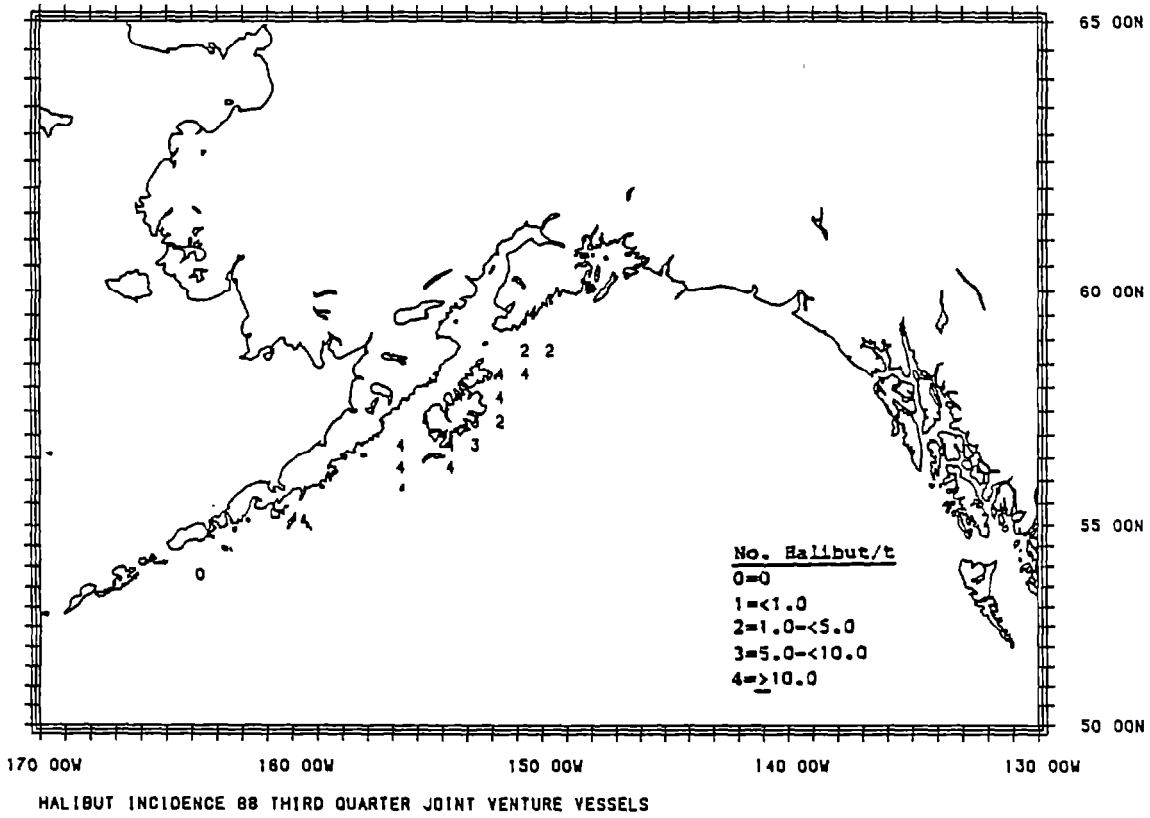 65 00N
60 00N
2 2
4 4
4
2
4 4 3
4 4
0
55 00N
No. Halibut/t
0=0
1=<1.0
2=1.0-<5.0
3=5.0-<10.0
4=≥10.0
50 00N
170 00W 160 00W 150 00W 140 00W 130 00W
HALIBUT INCIDENCE 88 THIRD QUARTER JOINT VENTURE VESSELS